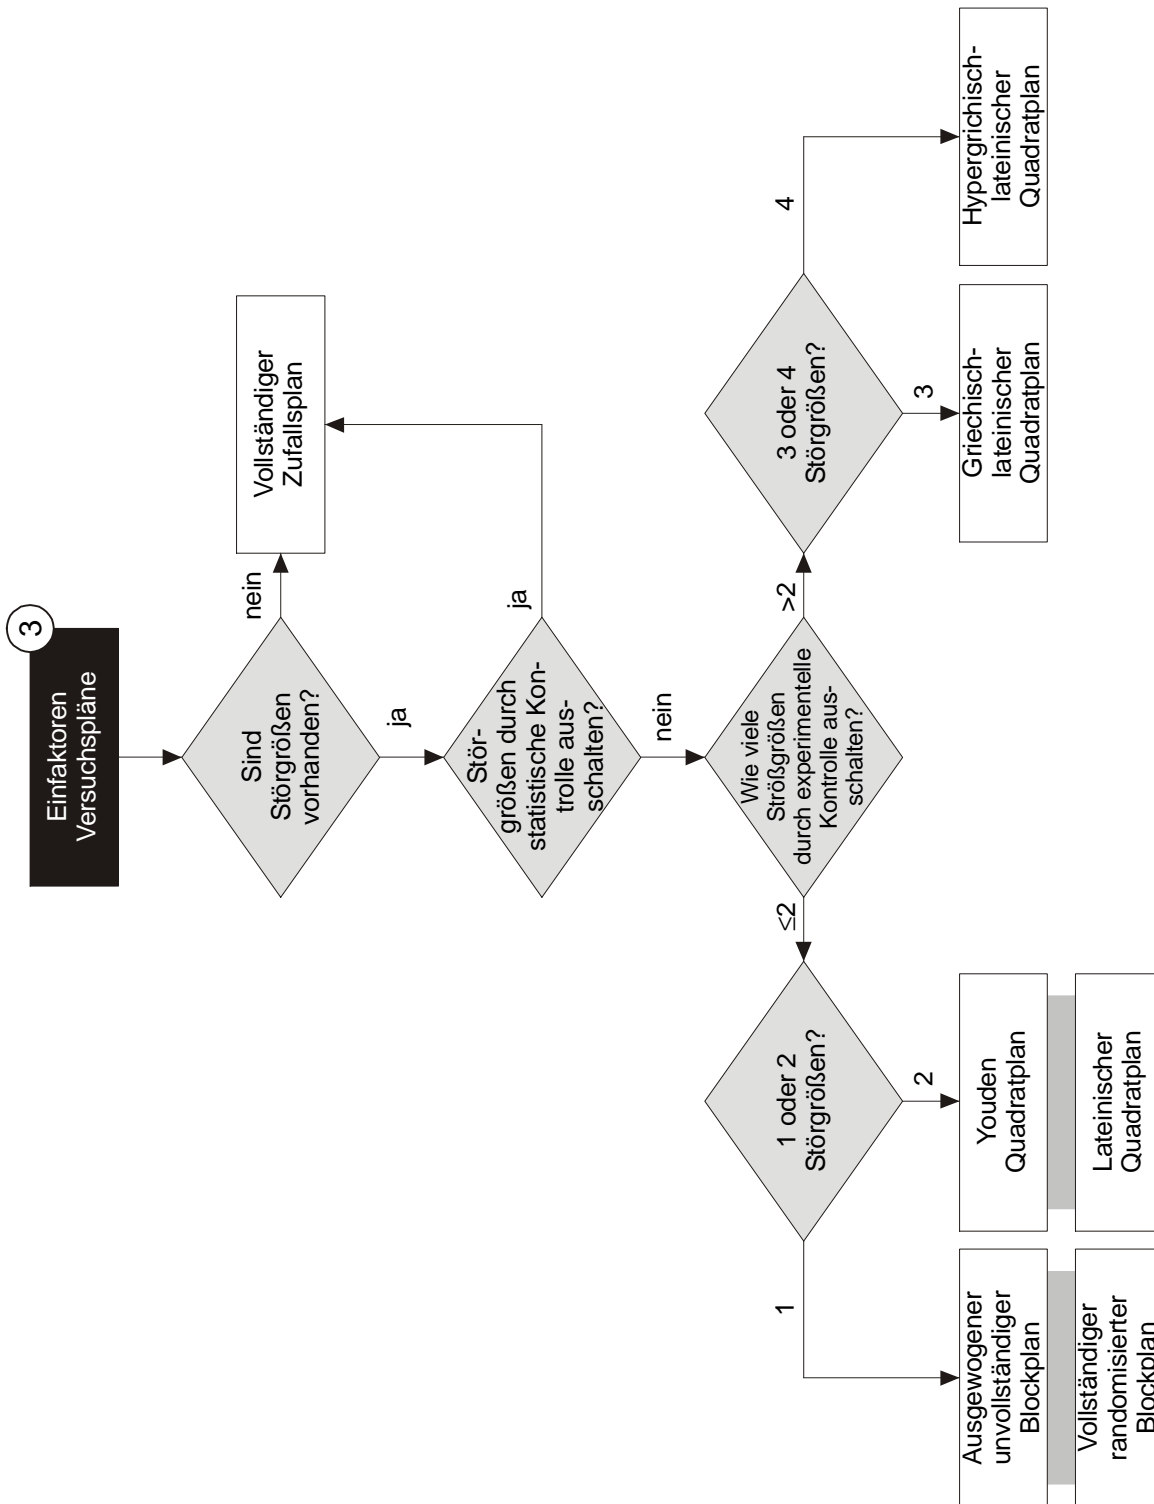 3
Einfaktoren
Versuchspläne
Sind
Störgrößen
vorhanden?
nein
Vollständiger
Zufallsplan
ja
Stör-
größen durch
statistische Kon-
trolle aus-
schalten?
ja
nein
Wie viele
Strößgrößen
durch experimentelle
Kontrolle aus-
schalten?
≤2
>2
1 oder 2
Störgrößen?
3 oder 4
Störgrößen?
1
2
3
4
Ausgewogener
unvollständiger
Blockplan
Youden
Quadratplan
Griechisch-
lateinischer
Quadratplan
Hypergrichisch-
lateinischer
Quadratplan
Vollständiger
randomisierter
Blockplan
Lateinischer
Quadratplan